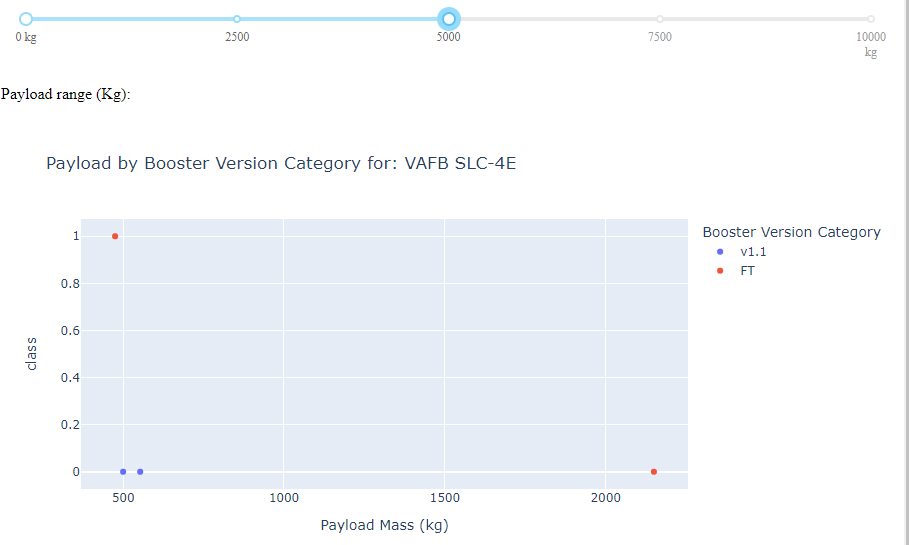 0 kg 2500 5000 7500 10000
kg
Payload range (Kg):
Payload by Booster Version Category for: VAFB SLC-4E
Booster Version Category
v1.1
FT
1
0.8
0.6
0.4
0.2
0
class
500 1000 1500 2000
Payload Mass (kg)